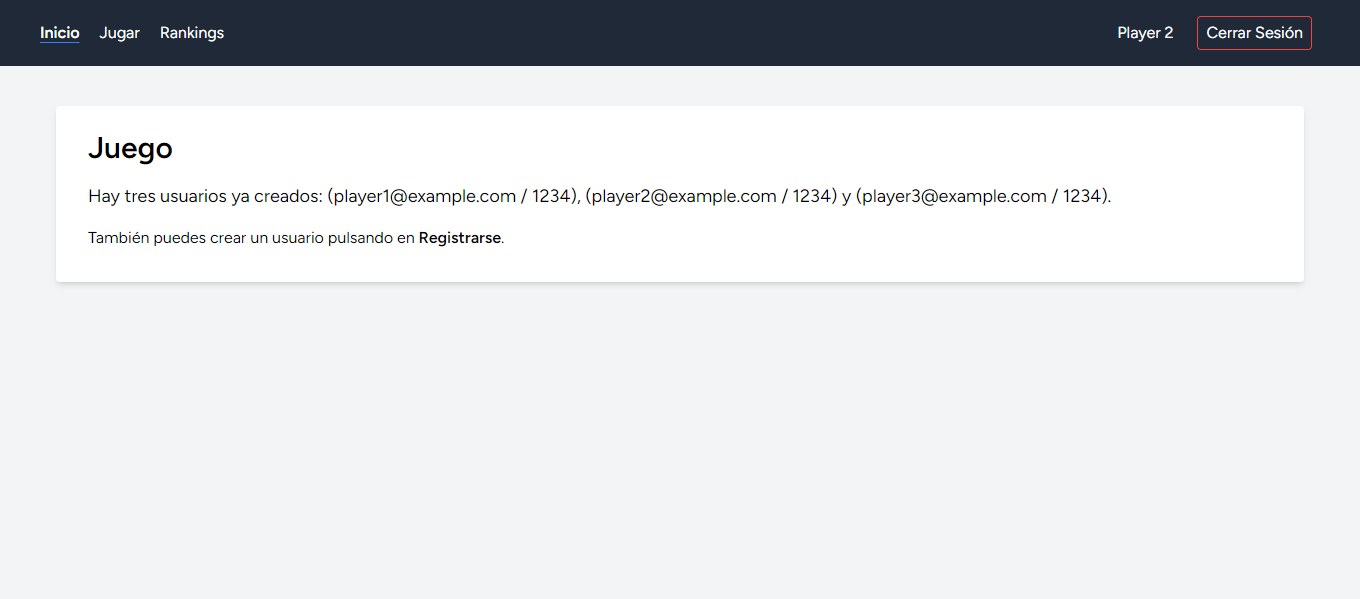 Inicio Jugar Rankings Player 2 Cerrar Sesión
Juego
Hay tres usuarios ya creados: (player1@example.com / 1234), (player2@example.com / 1234) y (player3@example.com / 1234).
También puedes crear un usuario pulsando en Registrarse.